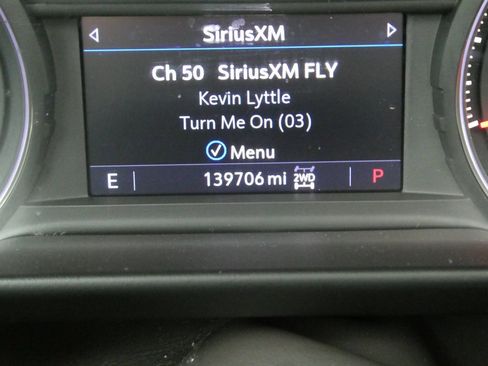 SiriusXM
Ch 50 SiriusXM FLY
Kevin Lyttle
Turn Me On (03)
Menu
E 139706 mi 2WD P